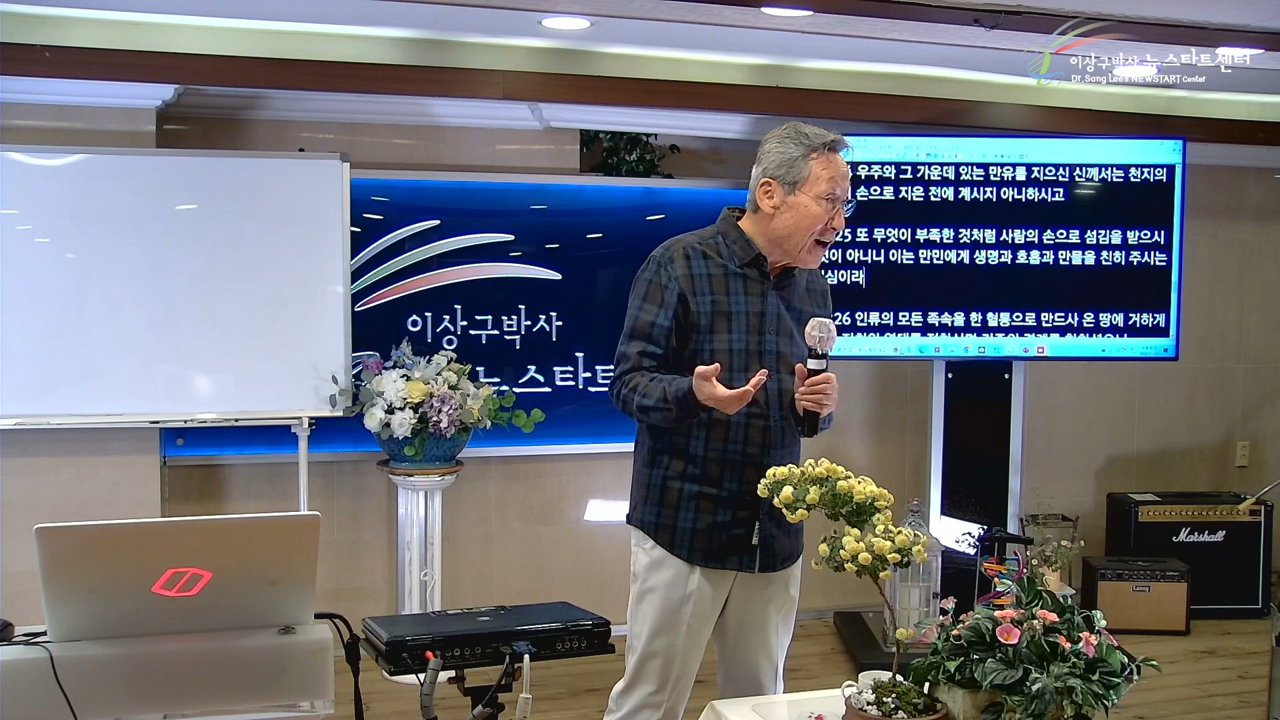 이상구박사 뉴스타트센터
Dr. Sang Lee's NEWSTART Center
우주와 그 가운데 있는 만유를 지으신 신께서는 천지의
손으로 지은 전에 계시지 아니하시고
25 또 무엇이 부족한 것처럼 사람의 손으로 섬김을 받으시
것이 아니니 이는 만민에게 생명과 호흡과 만물을 친히 주시는
심이라
26 인류의 모든 족속을 한 혈통으로 만드사 온 땅에 거하게
이상구박사
뉴스타트
Marshall
Laney